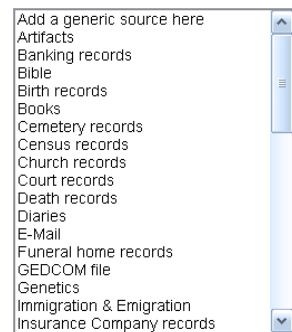 Add a generic source here
Artifacts
Banking records
Bible
Birth records
Books
Cemetery records
Census records
Church records
Court records
Death records
Diaries
E-Mail
Funeral home records
GEDCOM file
Genetics
Immigration & Emigration
Insurance Company records